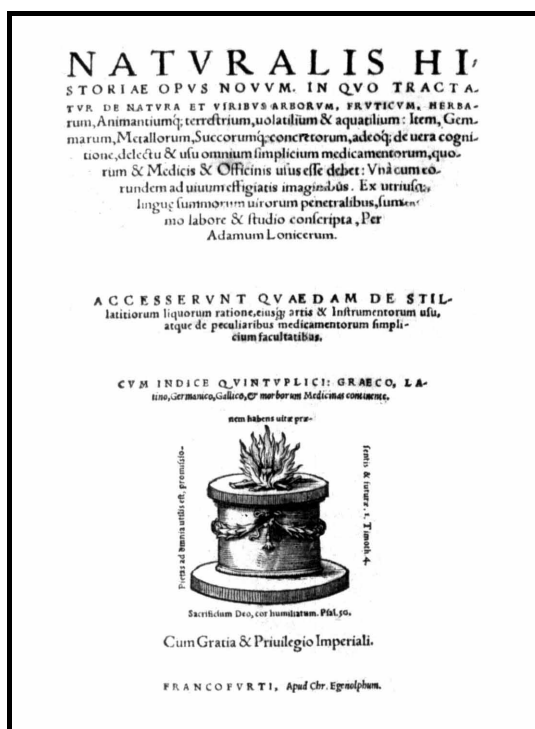 NATVRALIS HI,
STORIAE OPVS NOVVM. IN QVO TRACTA-
TVR DE NATVRA ET VIRIBVS ARBORVM, FRVTICVM, HERBA-
rum, Animantiumq; terrestrium, uolatilium & aquatilium: Item, Gem-
marum, Metallorum, Succorumq; concretorum, adeoq; de uera cogni-
tione, delectu & usu omnium simplicium medicamentorum, quo-
rum & Medicis & Officinis usus esse debet: Vnà cum eo-
rundem ad uiuum effigiatis imaginibus. Ex utriusq;
linguę summorum uirorum penetralibus, sum-
mo labore & studio conscripta, Per
Adamum Lonicerum.
ACCESSERVNT QVAEDAM DE STIL-
latitiorum liquorum ratione, eiusq; artis & Instrumentorum usu,
atque de peculiaribus medicamentorum simpli-
cium facultatibus.
CVM INDICE QVINTVPLICI: GRAECO, LA-
tino, Germanico, Gallico, & morborum Medicinas continente.
Pietas ad omnia utilis est, promissio-
nem habens uitæ præ-
sentis & futuræ. 1. Timoth. 4.
Sacrificium Deo, cor humiliatum. Psal. 50.
Cum Gratia & Priuilegio Imperiali.
FRANCOFVRTI, Apud Chr. Egenolphum.